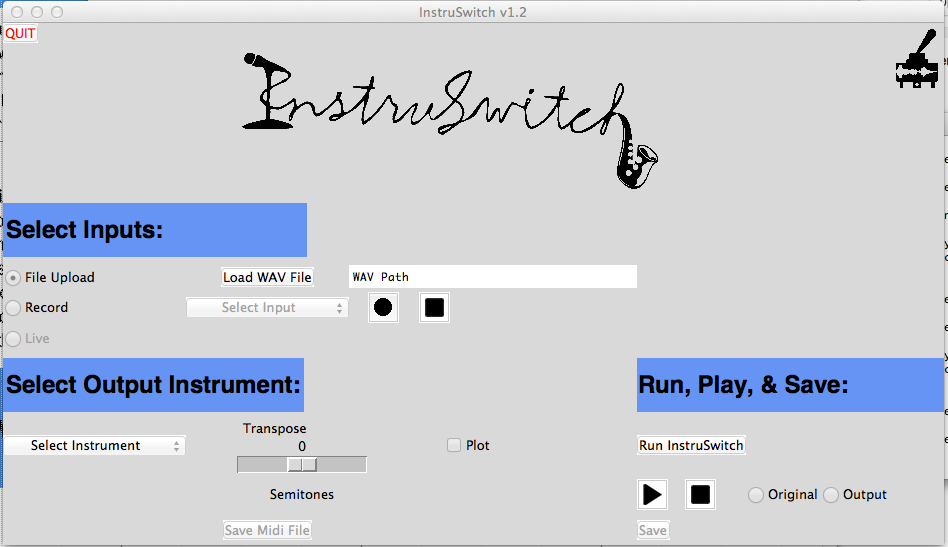 InstruSwitch v1.2
QUIT
InstruSwitch
Select Inputs:
File Upload Load WAV File WAV Path
Record Select Input
Live
Select Output Instrument: Run, Play, & Save:
Transpose
Select Instrument 0 Plot Run InstruSwitch
Semitones Original Output
Save Midi File Save